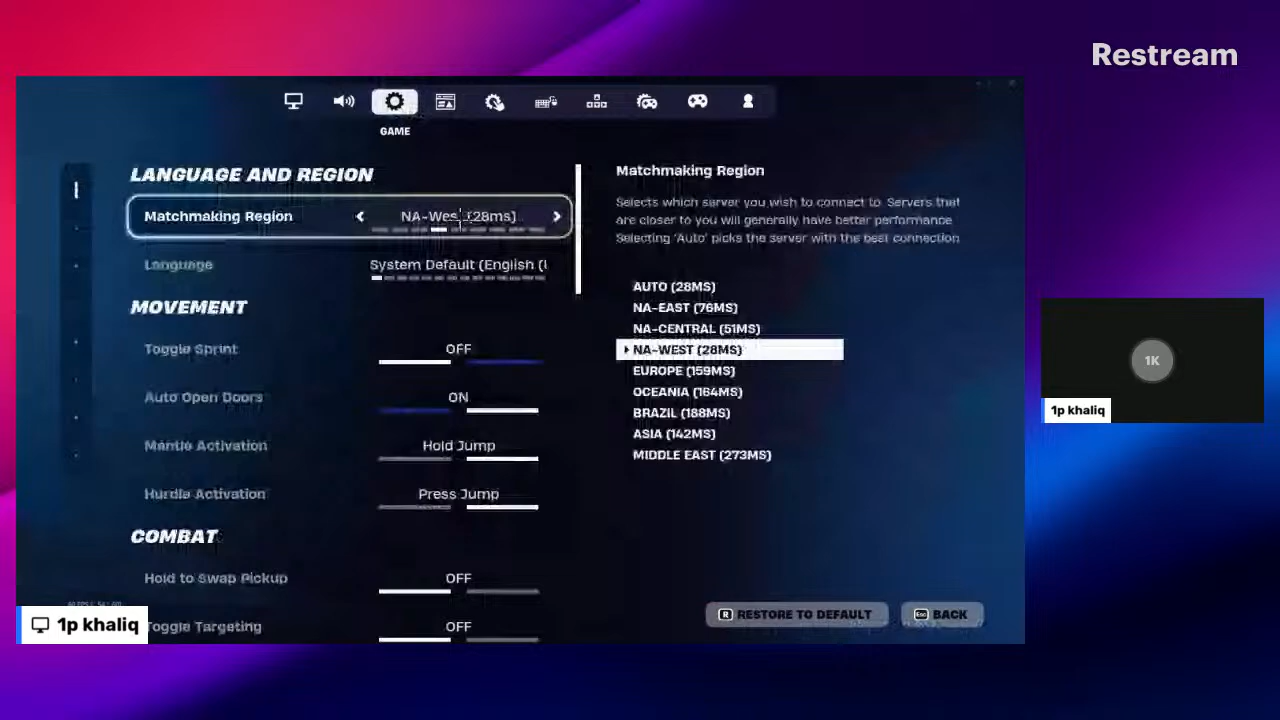 Restream
GAME
LANGUAGE AND REGION
Matchmaking Region
NA-West (28ms)
Language
System Default (English (U
MOVEMENT
Toggle Sprint
OFF
Auto Open Doors
ON
Mantle Activation
Hold Jump
Hurdle Activation
Press Jump
COMBAT
Hold to Swap Pickup
OFF
Toggle Targeting
OFF
Matchmaking Region
Selects which server you wish to connect to. Servers that
are closer to you will generally have better performance
Selecting 'Auto' picks the server with the best connection
AUTO (28MS)
NA-EAST (76MS)
NA-CENTRAL (51MS)
NA-WEST (28MS)
EUROPE (159MS)
OCEANIA (164MS)
BRAZIL (188MS)
ASIA (142MS)
MIDDLE EAST (273MS)
R RESTORE TO DEFAULT
ESC BACK
1p khaliq
1K
1p khaliq